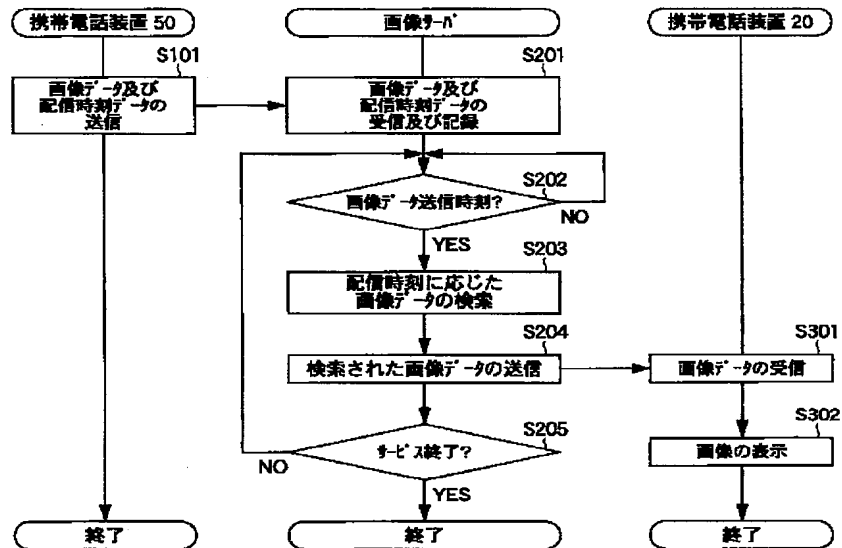 携帯電話装置 50
画像サーバ
携帯電話装置 20
S101
画像データ及び
配信時刻データの
送信
S201
画像データ及び
配信時刻データの
受信及び記録
S202
画像データ送信時刻?
NO
YES
S203
配信時刻に応じた
画像データの検索
S204
検索された画像データの送信
S301
画像データの受信
S205
サービス終了?
NO
YES
S302
画像の表示
終了
終了
終了